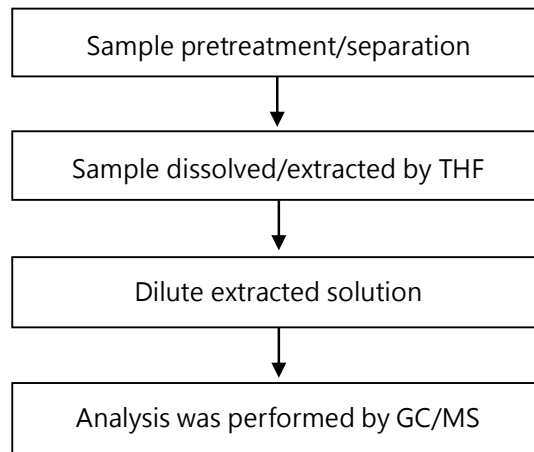 Sample pretreatment/separation
Sample dissolved/extracted by THF
Dilute extracted solution
Analysis was performed by GC/MS